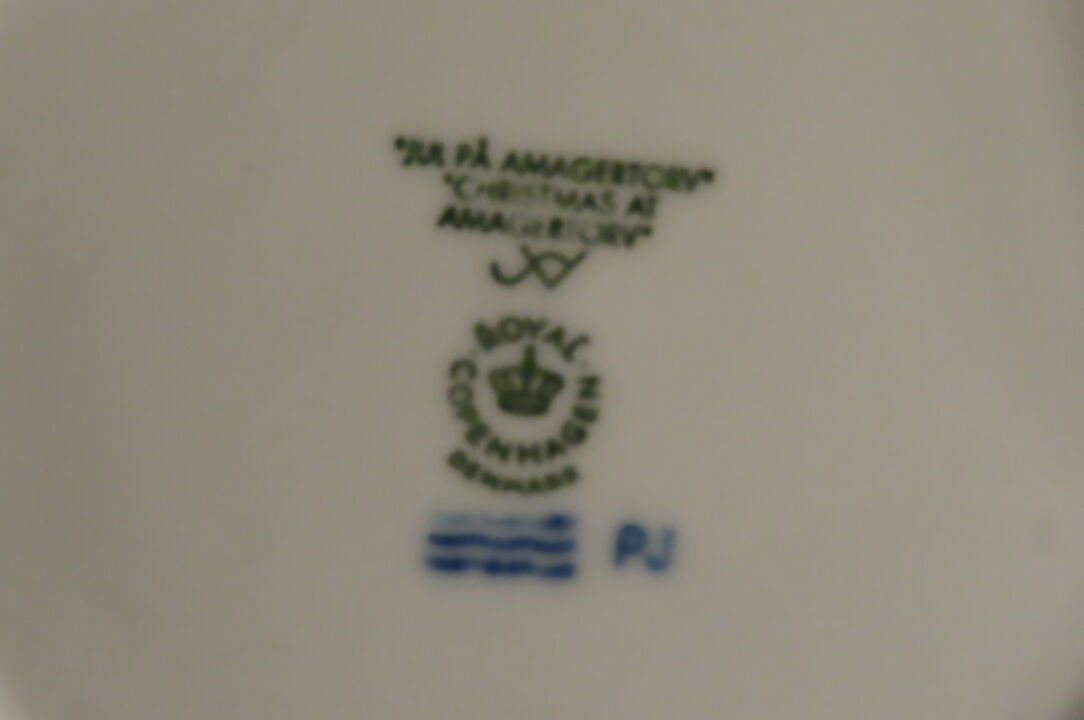 "JUL PÅ AMAGERTORV"
"CHRISTMAS AT
AMAGERTORV"
ROYAL
COPENHAGEN
DENMARK
PJ